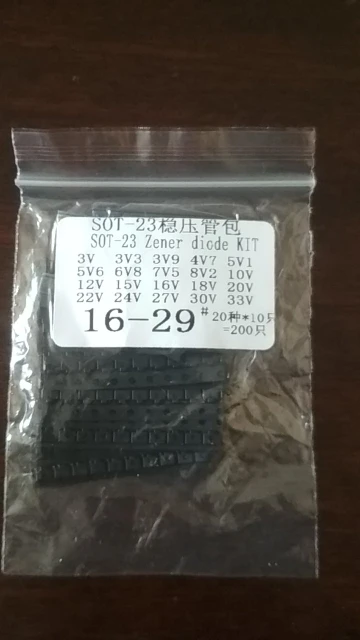 SOT-23稳压管包
SOT-23 Zener diode KIT
3V 3V3 3V9 4V7 5V1
5V6 6V8 7V5 8V2 10V
12V 15V 16V 18V 20V
22V 24V 27V 30V 33V
16-29# 20种*10只
=200只